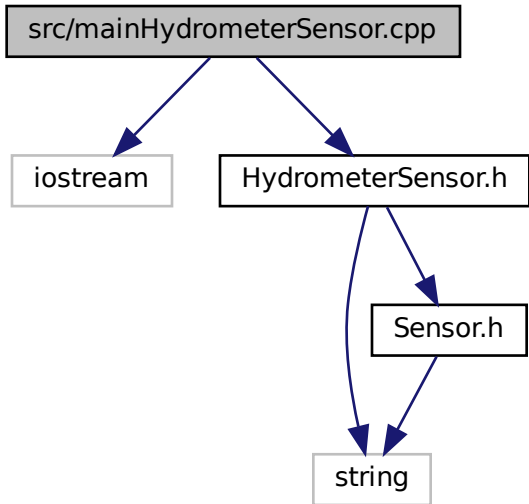 src/mainHydrometerSensor.cpp
iostream
HydrometerSensor.h
Sensor.h
string